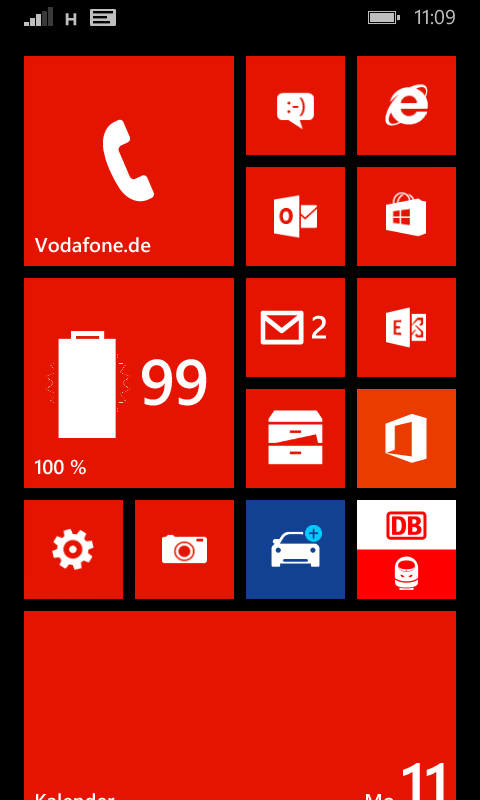 H 11:09
:-)
Vodafone.de
O
2
E
99
100 %
DB
Kalender
Mo 11